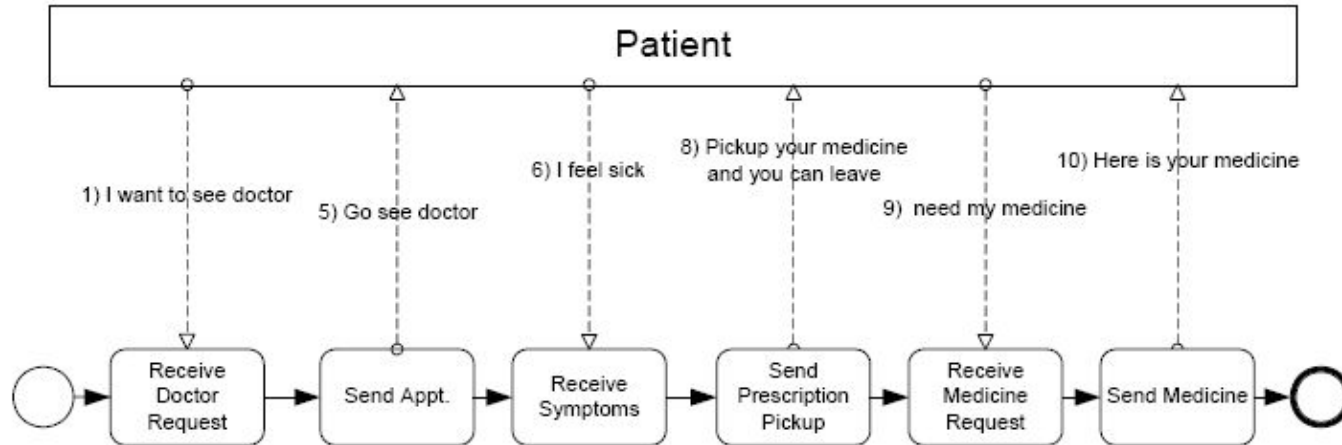 Patient
1) I want to see doctor
5) Go see doctor
6) I feel sick
8) Pickup your medicine
and you can leave
9)  need my medicine
10) Here is your medicine
Receive
Doctor
Request
Send Appt.
Receive
Symptoms
Send
Prescription
Pickup
Receive
Medicine
Request
Send Medicine